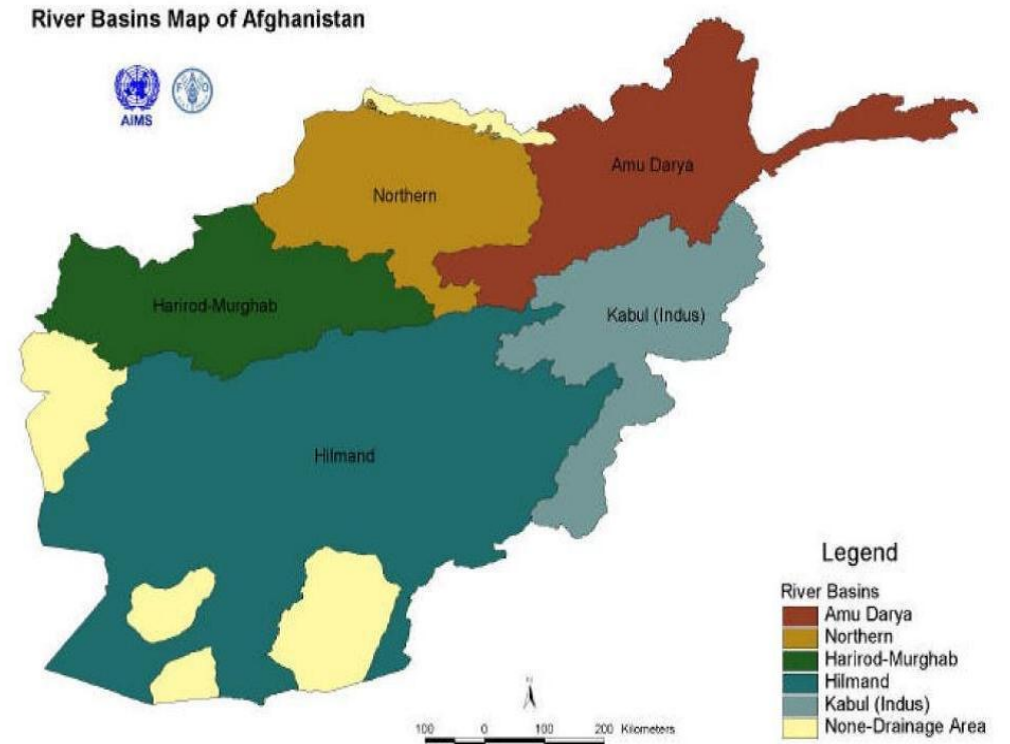 River Basins Map of Afghanistan
F A O
AIMS
Amu Darya
Northern
Harirod-Murghab
Kabul (Indus)
Hilmand
Legend
River Basins
Amu Darya
Northern
Harirod-Murghab
Hilmand
Kabul (Indus)
None-Drainage Area
N
100 0 100 200 Kilometers